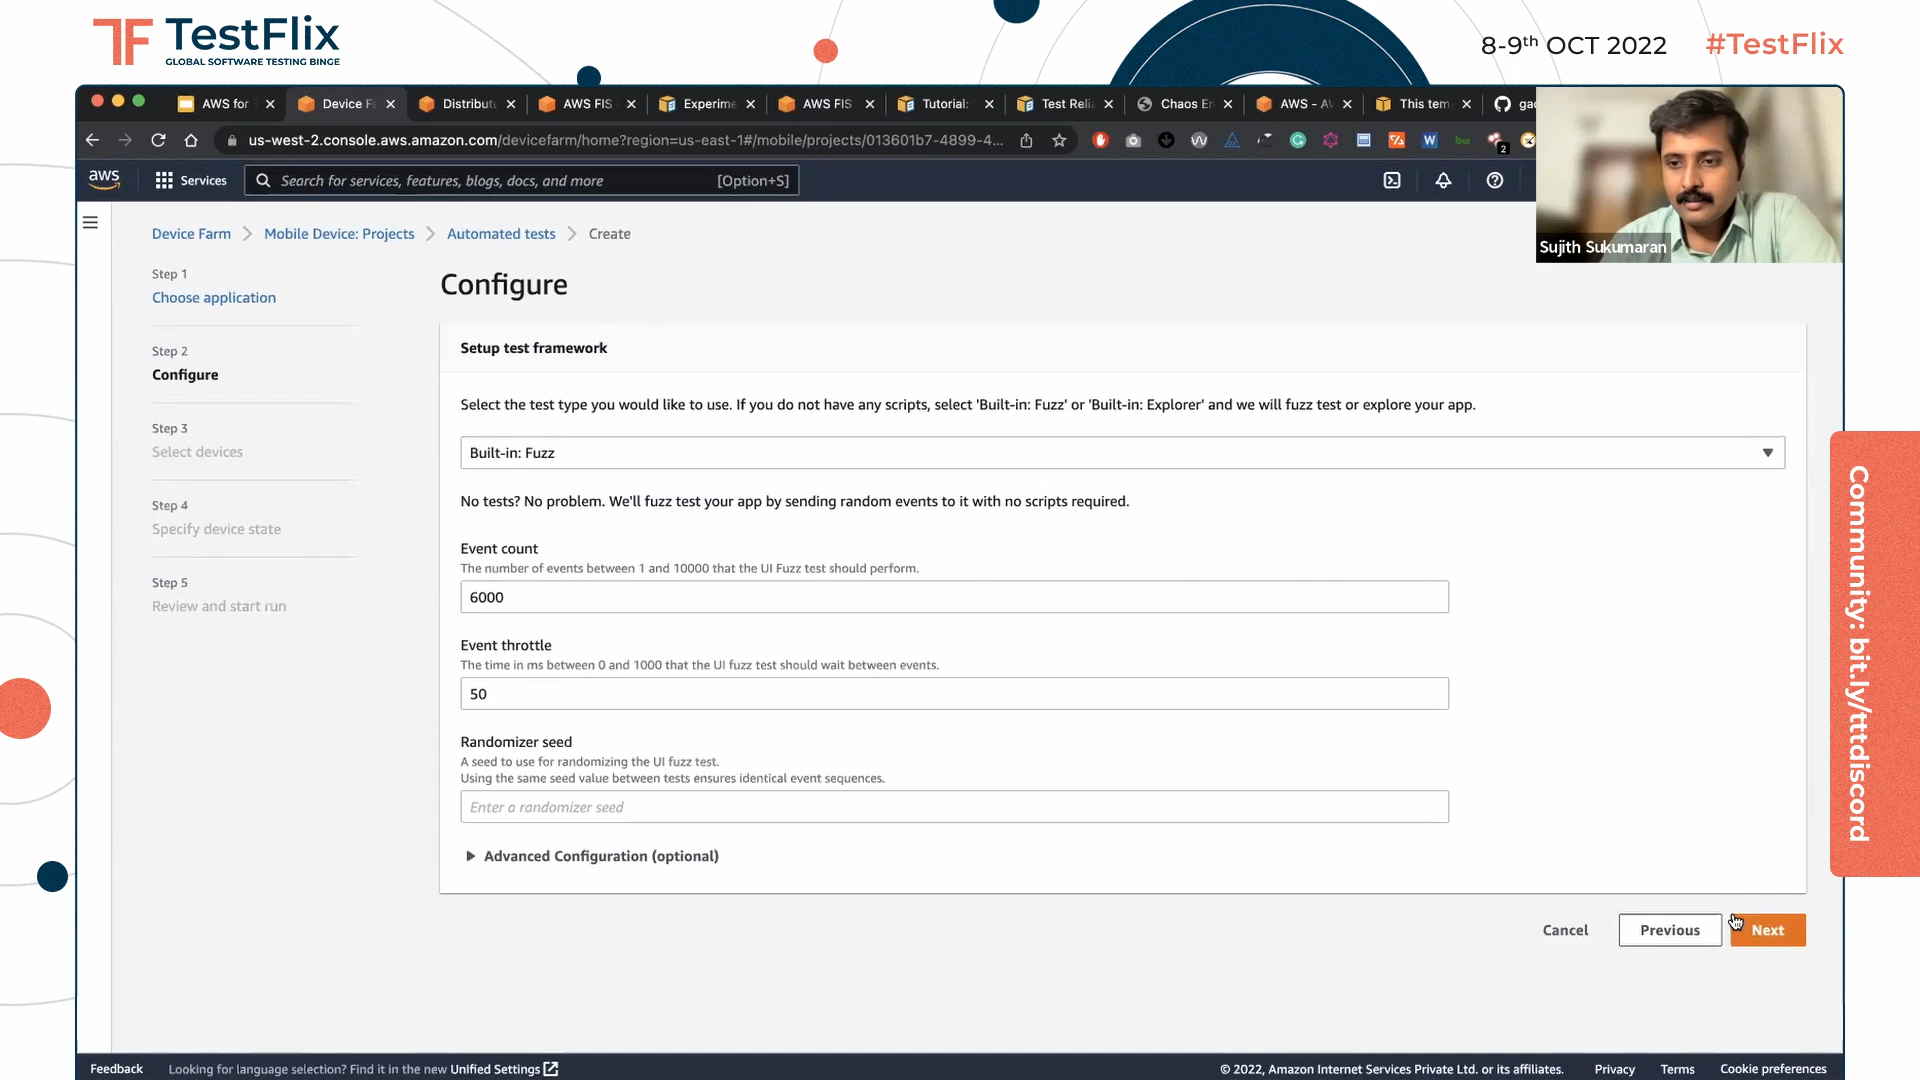 TestFlix
GLOBAL SOFTWARE TESTING BINGE
8-9th OCT 2022
#TestFlix
AWS for
Device Fa
Distribut
AWS FIS
Experime
AWS FIS
Tutorial:
Test Relia
Chaos En
AWS - AV
This tem
gao
us-west-2.console.aws.amazon.com/devicefarm/home?region=us-east-1#/mobile/projects/013601b7-4899-4...
aws
Services
Search for services, features, blogs, docs, and more
[Option+S]
Sujith Sukumaran
Device Farm
Mobile Device: Projects
Automated tests
Create
Step 1
Choose application
Step 2
Configure
Step 3
Select devices
Step 4
Specify device state
Step 5
Review and start run
Configure
Setup test framework
Select the test type you would like to use. If you do not have any scripts, select 'Built-in: Fuzz' or 'Built-in: Explorer' and we will fuzz test or explore your app.
Built-in: Fuzz
No tests? No problem. We'll fuzz test your app by sending random events to it with no scripts required.
Event count
The number of events between 1 and 10000 that the UI Fuzz test should perform.
6000
Event throttle
The time in ms between 0 and 1000 that the UI fuzz test should wait between events.
50
Randomizer seed
A seed to use for randomizing the UI fuzz test.
Using the same seed value between tests ensures identical event sequences.
Enter a randomizer seed
Advanced Configuration (optional)
Cancel
Previous
Next
Community: bit.ly/tttdiscord
Feedback
Looking for language selection? Find it in the new Unified Settings
© 2022, Amazon Internet Services Private Ltd. or its affiliates.
Privacy
Terms
Cookie preferences